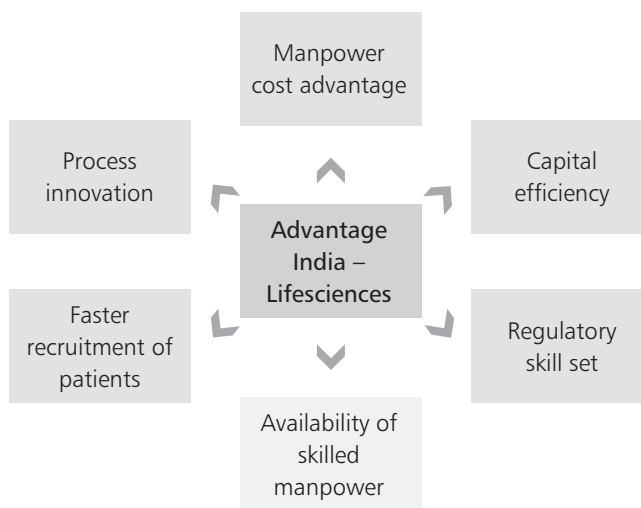 Manpower
cost advantage
Process
innovation
Capital
efficiency
Advantage
India –
Lifesciences
Faster
recruitment of
patients
Regulatory
skill set
Availability of
skilled
manpower